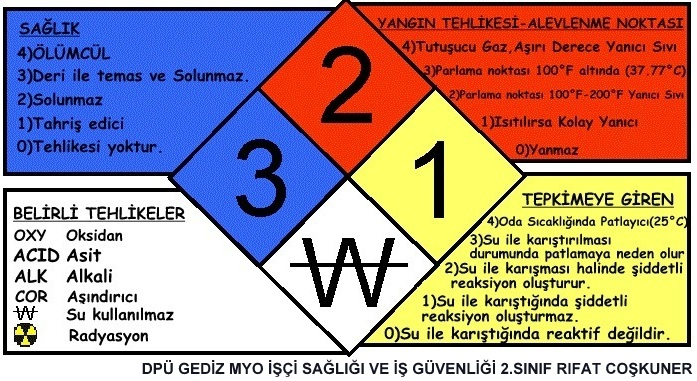 SAĞLIK
4)ÖLÜMCÜL
3)Deri ile temas ve Solunmaz.
2)Solunmaz
1)Tahriş edici
0)Tehlikesi yoktur.
YANGIN TEHLİKESİ-ALEVLENME NOKTASI
4)Tutuşucu Gaz,Aşırı Derece Yanıcı Sıvı
3)Parlama noktası 100°F altında (37.77°C)
2)Parlama noktası 100°F-200°F Yanıcı Sıvı
1)Isıtılırsa Kolay Yanıcı
0)Yanmaz
2
3
1
W
BELİRLİ TEHLİKELER
OXY Oksidan
ACID Asit
ALK Alkali
COR Aşındırıcı
W Su kullanılmaz
Radyasyon
TEPKİMEYE GİREN
4)Oda Sıcaklığında Patlayıcı(25°C)
3)Su ile karıştırılması
durumunda patlamaya neden olur
2)Su ile karışması halinde şiddetli
reaksiyon oluşturur.
1)Su ile karıştığında şiddetli
reaksiyon oluşturmaz.
0)Su ile karıştığında reaktif değildir.
DPÜ GEDİZ MYO İŞÇİ SAĞLIĞI VE İŞ GÜVENLİĞİ 2.SINIF RIFAT COŞKUNER